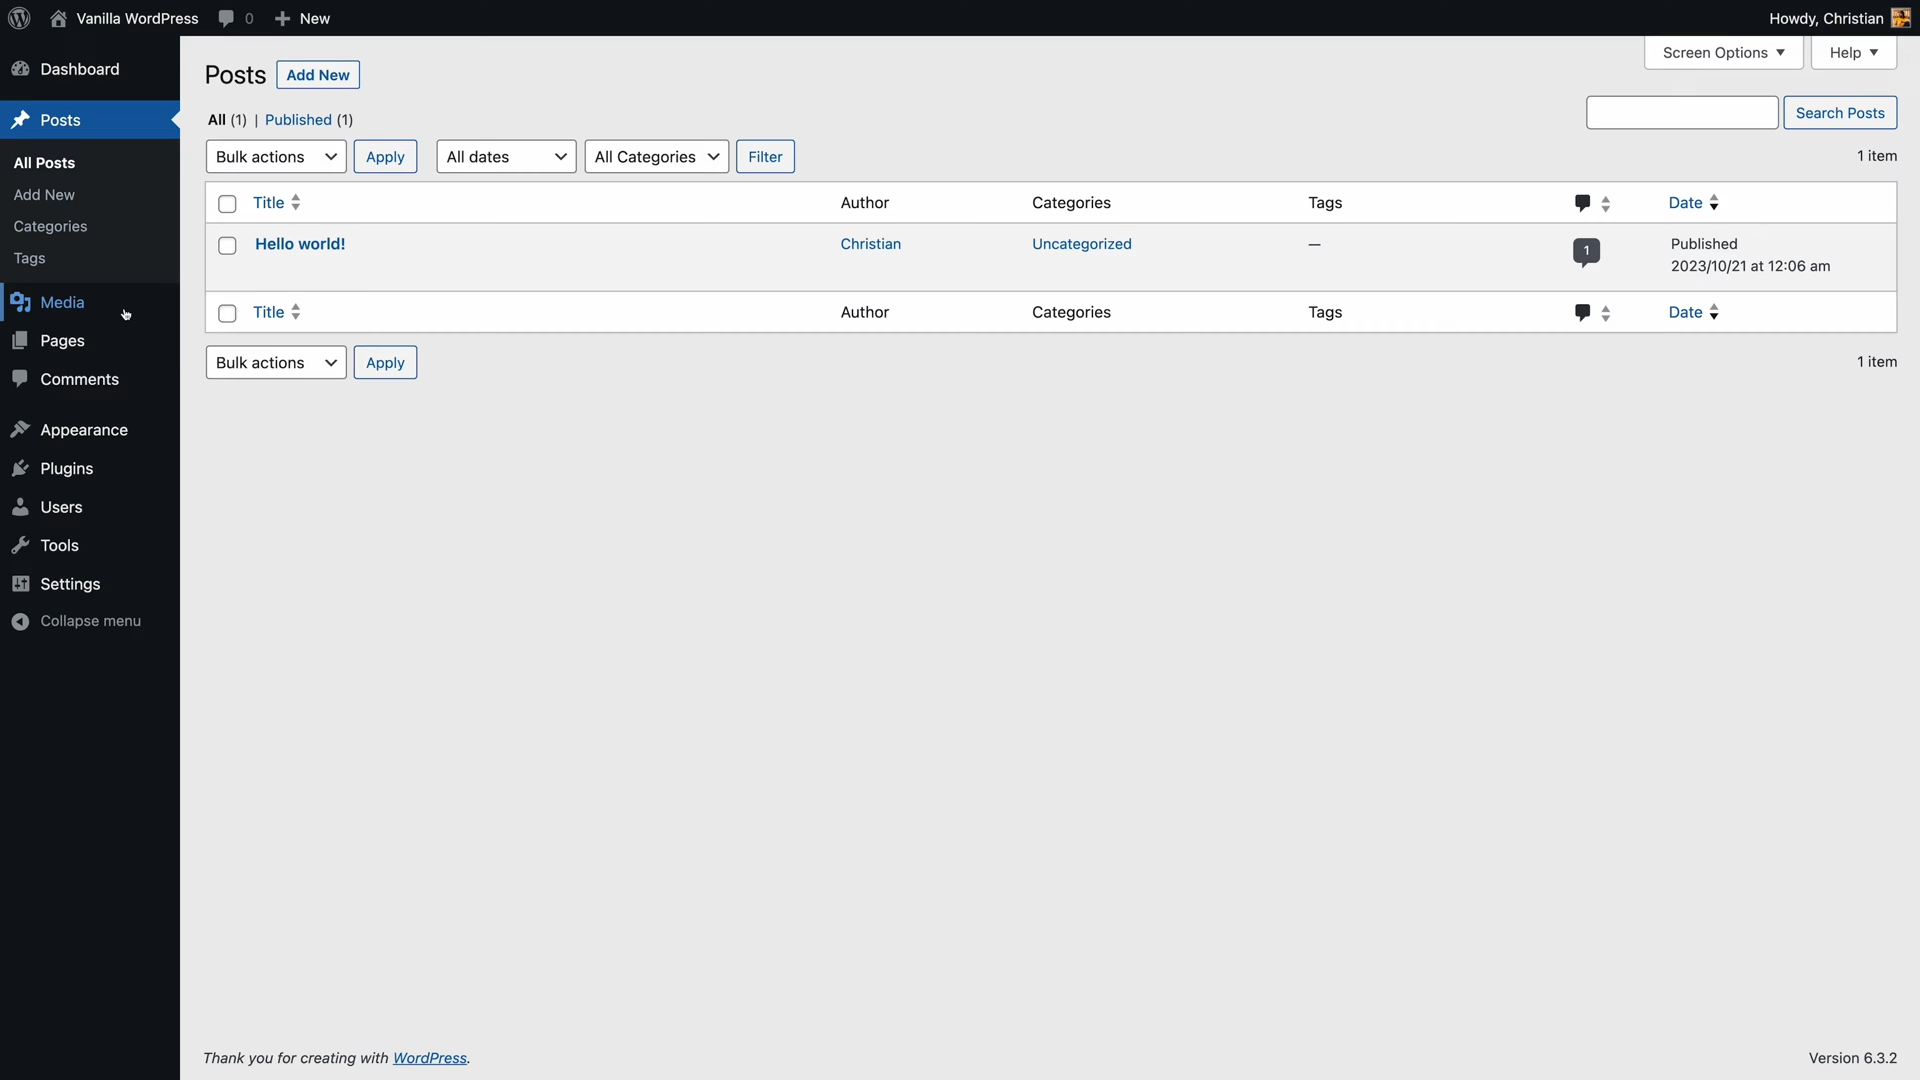 Vanilla WordPress 0 New Howdy, Christian
Dashboard
Posts
All Posts
Add New
Categories
Tags
Media
Pages
Comments
Appearance
Plugins
Users
Tools
Settings
Collapse menu
Screen Options Help
Posts Add New
All (1) | Published (1)
Search Posts
Bulk actions Apply All dates All Categories Filter 1 item
Title Author Categories Tags Date
Hello world! Christian Uncategorized — 1 Published
2023/10/21 at 12:06 am
Title Author Categories Tags Date
Bulk actions Apply 1 item
Thank you for creating with WordPress. Version 6.3.2